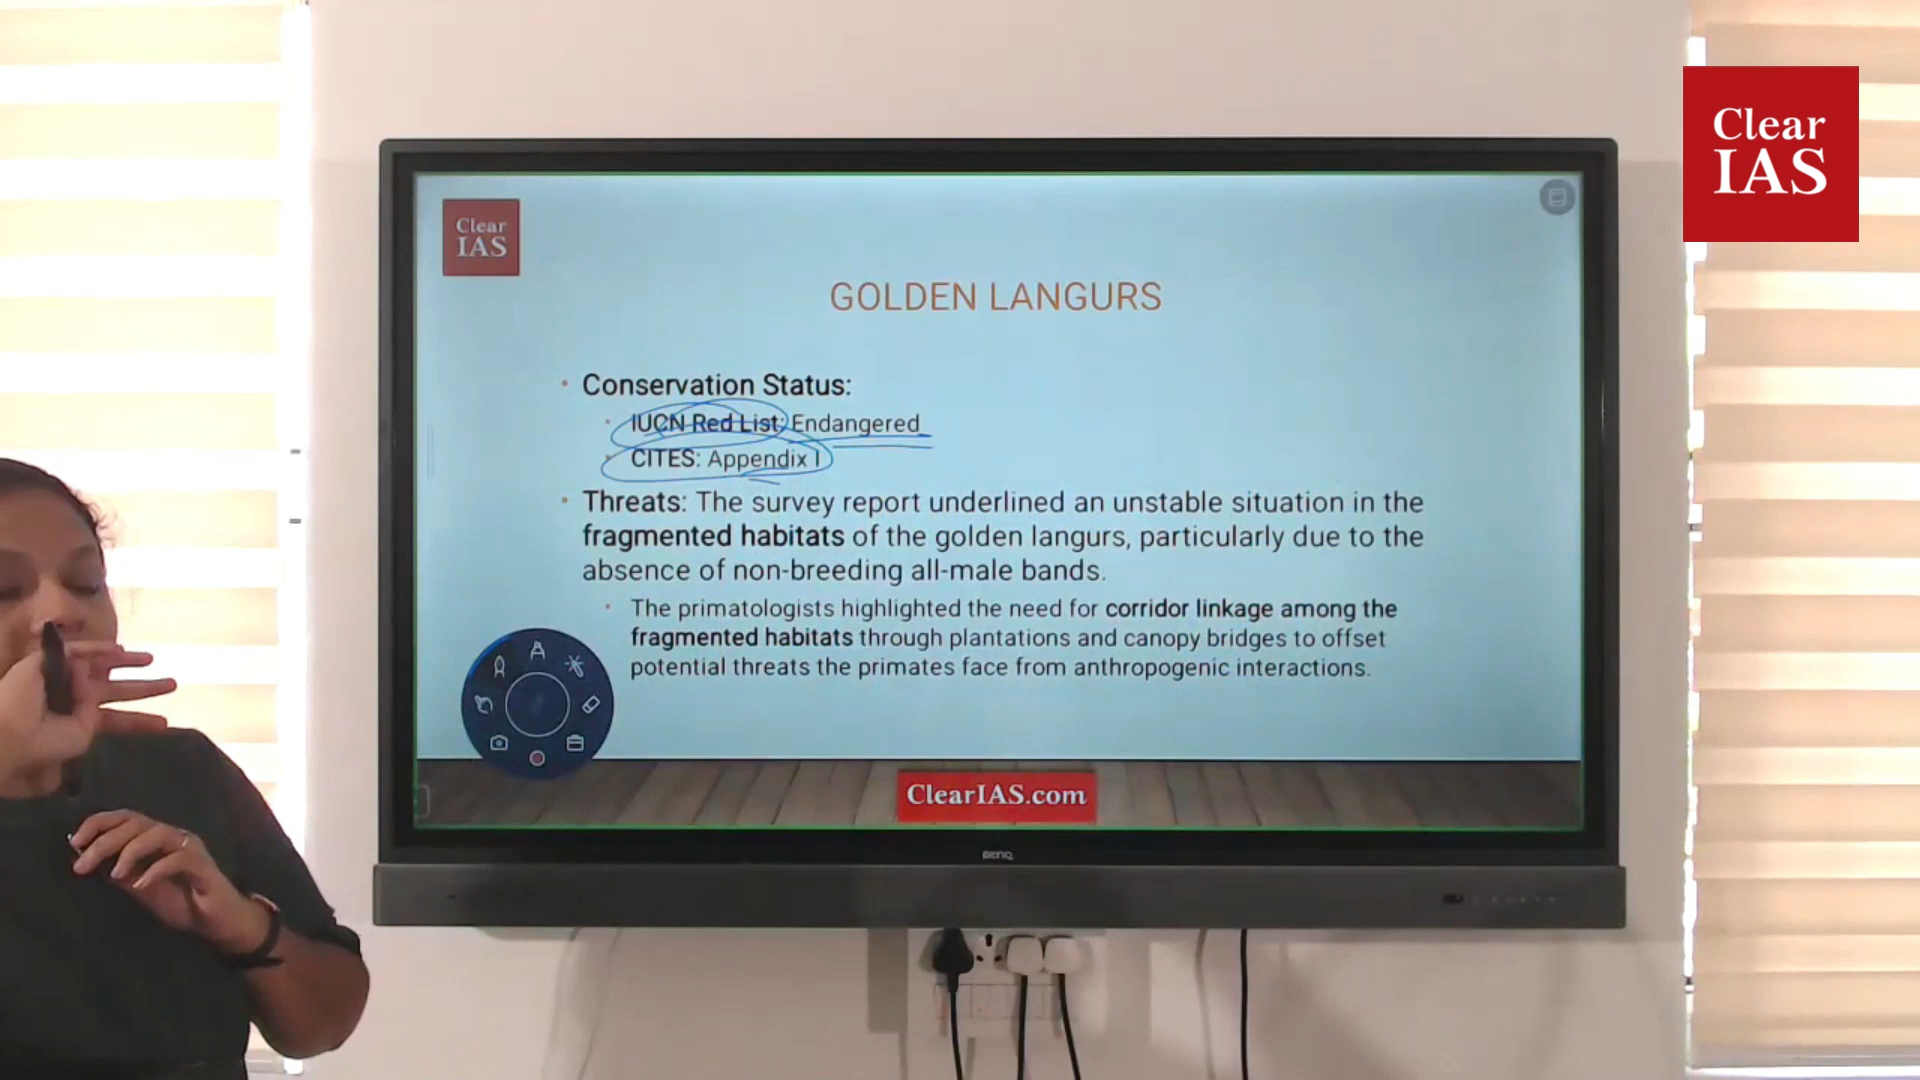 Clear
IAS
Clear
IAS
GOLDEN LANGURS
• Conservation Status:
• IUCN Red List: Endangered
• CITES: Appendix I
• Threats: The survey report underlined an unstable situation in the
fragmented habitats of the golden langurs, particularly due to the
absence of non-breeding all-male bands.
• The primatologists highlighted the need for corridor linkage among the
fragmented habitats through plantations and canopy bridges to offset
potential threats the primates face from anthropogenic interactions.
ClearIAS.com
BenQ